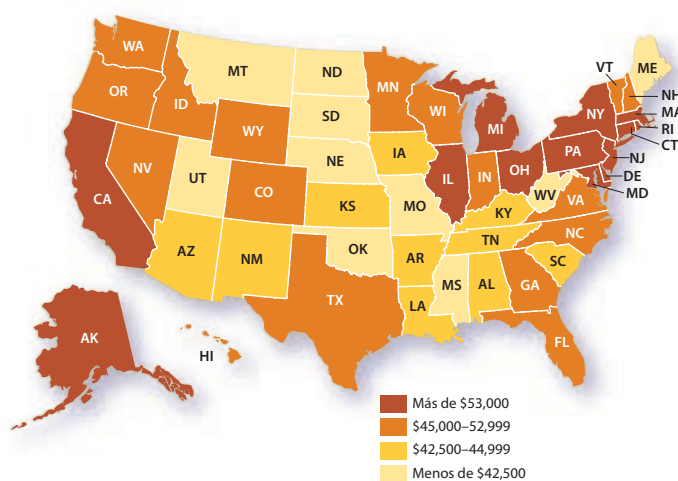 WA
MT
ND
MN
VT
ME
OR
ID
SD
WI
NH
MA
WY
MI
NY
RI
CT
NV
NE
IA
PA
NJ
UT
CO
IL
IN
OH
DE
MD
CA
KS
MO
WV
VA
KY
NC
AZ
NM
OK
AR
TN
SC
TX
LA
MS
AL
GA
AK
HI
FL
Más de $53,000
$45,000–52,999
$42,500–44,999
Menos de $42,500